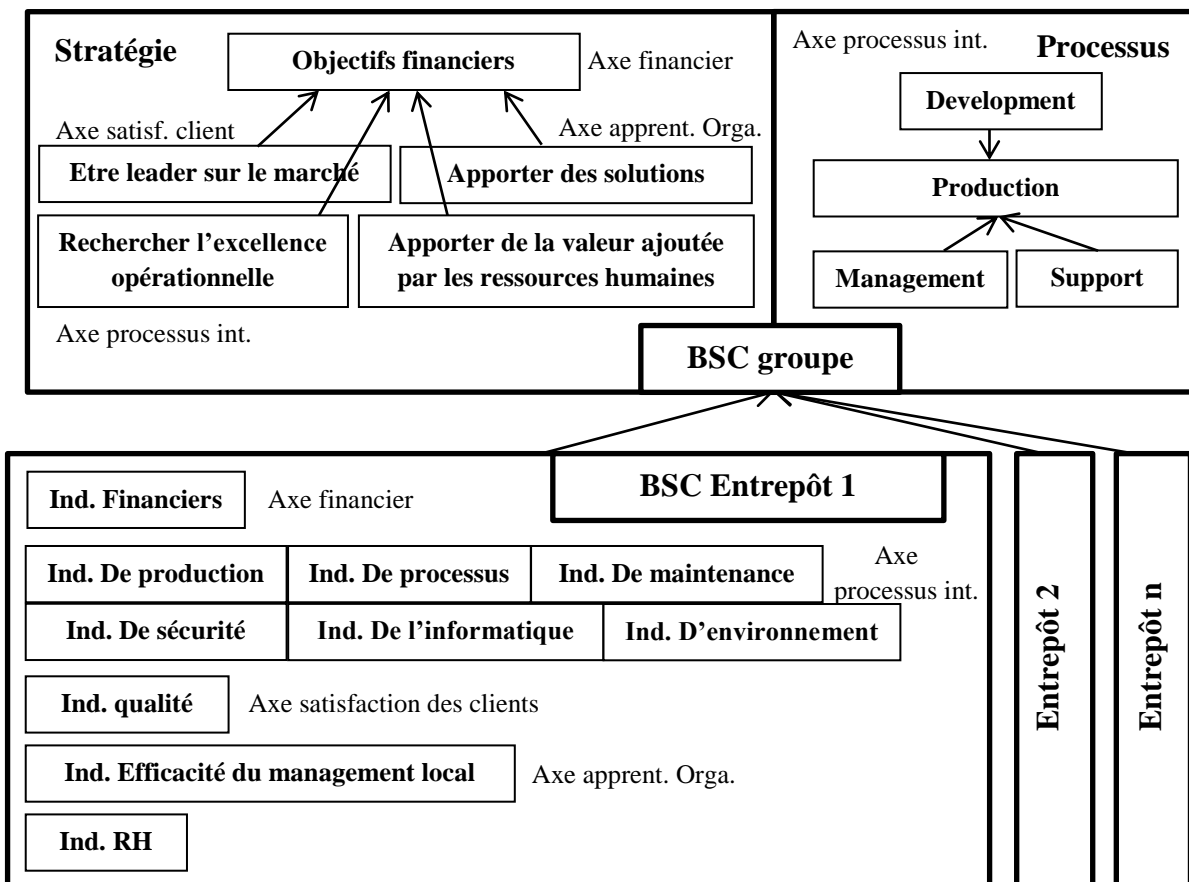 Stratégie
Objectifs financiers
Axe financier
Axe satisf. client
Axe apprent. Orga.
Etre leader sur le marché
Apporter des solutions
Rechercher l’excellence
opérationnelle
Apporter de la valeur ajoutée
par les ressources humaines
Axe processus int.
Axe processus int.
Processus
Development
Production
Management
Support
BSC groupe
BSC Entrepôt 1
Ind. Financiers
Axe financier
Ind. De production
Ind. De processus
Ind. De maintenance
Axe
processus int.
Ind. De sécurité
Ind. De l’informatique
Ind. D’environnement
Ind. qualité
Axe satisfaction des clients
Ind. Efficacité du management local
Axe apprent. Orga.
Ind. RH
Entrepôt 2
Entrepôt n